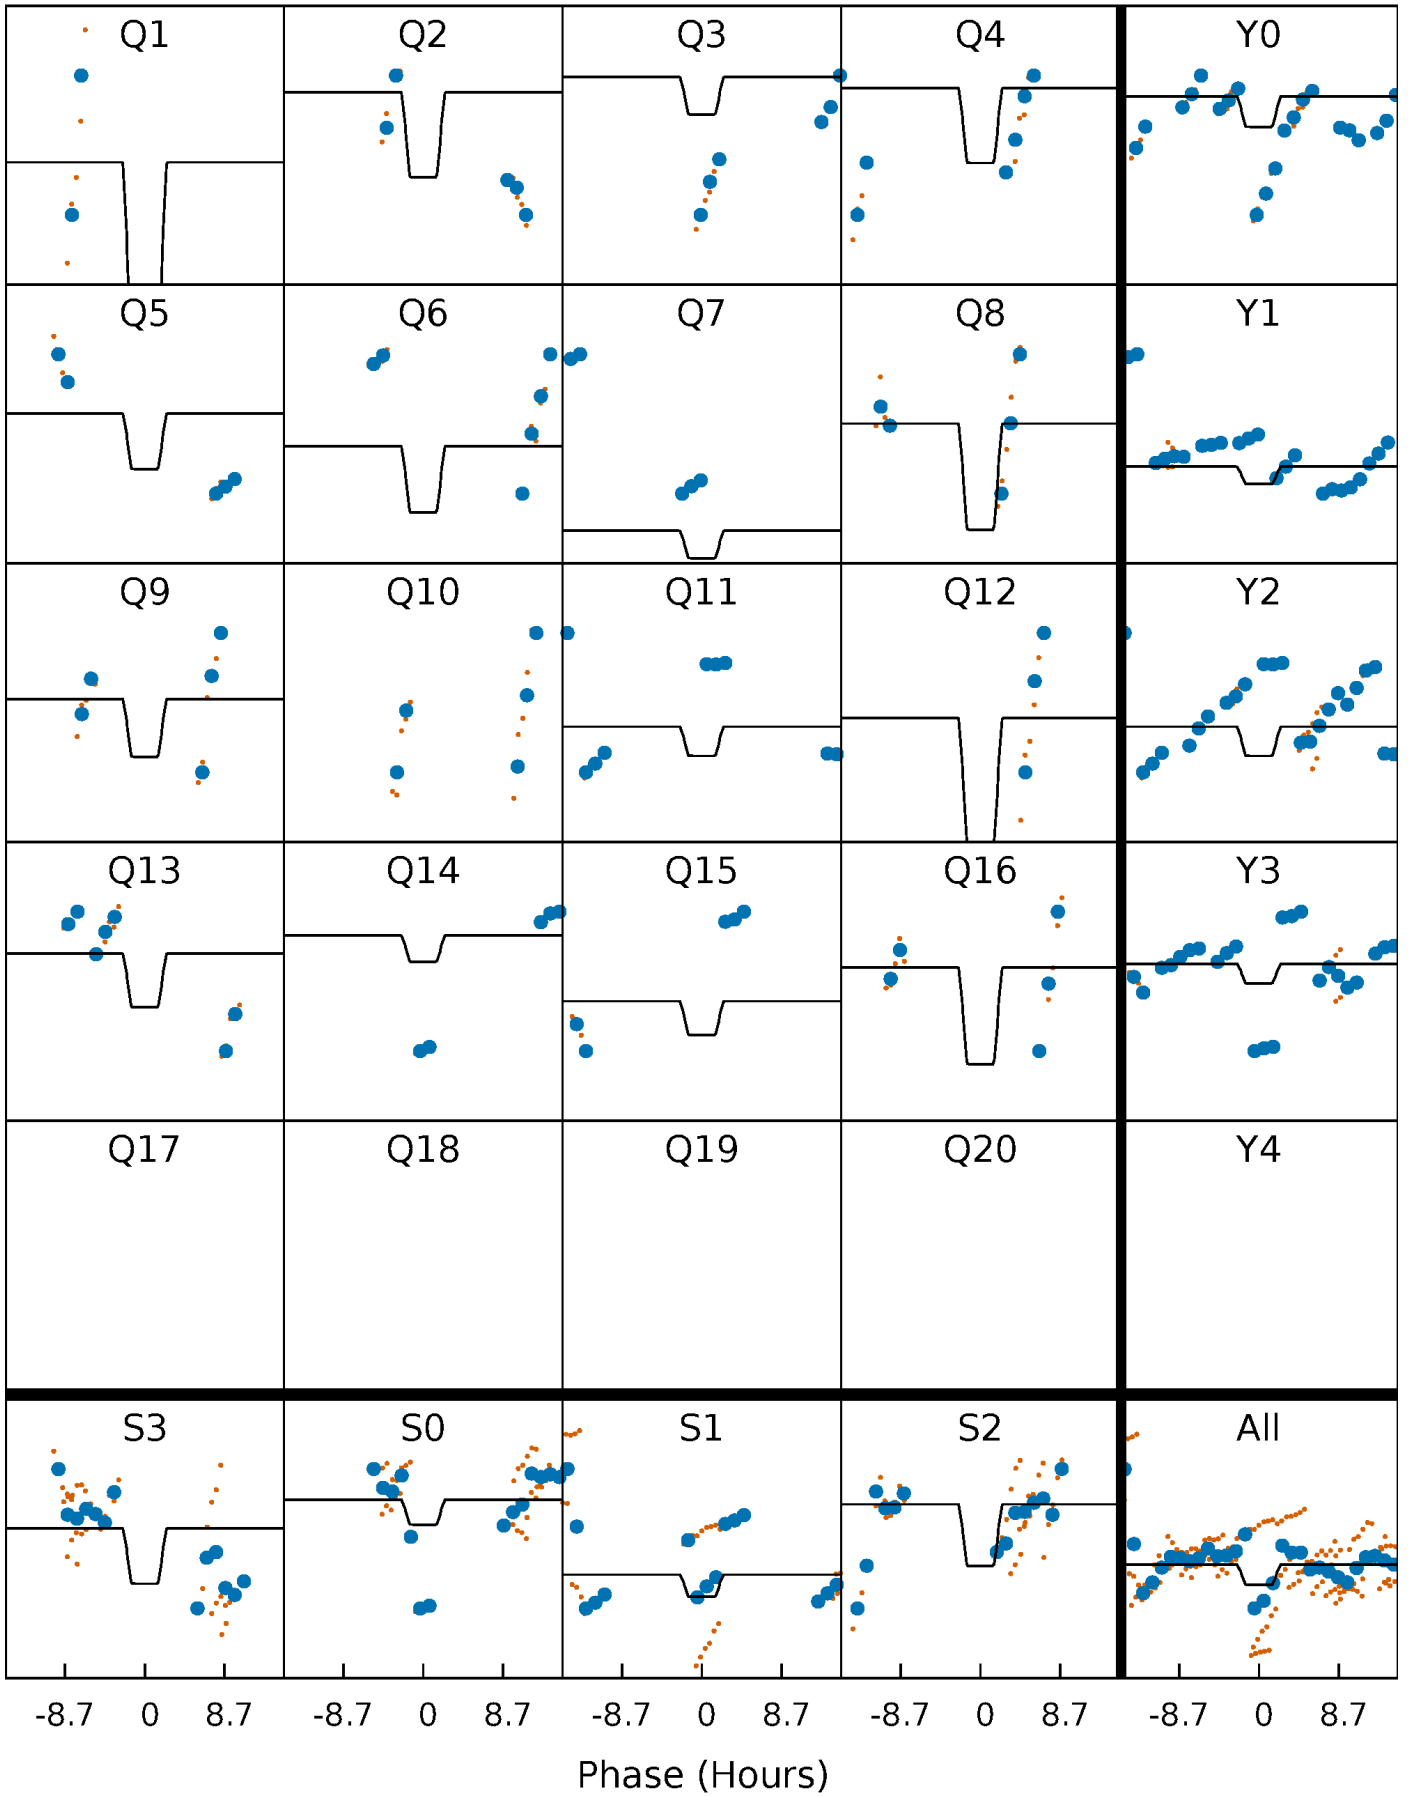 Q1 Q2 Q3 Q4 Y0
Q5 Q6 Q7 Q8 Y1
Q9 Q10 Q11 Q12 Y2
Q13 Q14 Q15 Q16 Y3
Q17 Q18 Q19 Q20 Y4
S3 S0 S1 S2 All
-8.7 0 8.7 -8.7 0 8.7 -8.7 0 8.7 -8.7 0 8.7 -8.7 0 8.7
Phase (Hours)